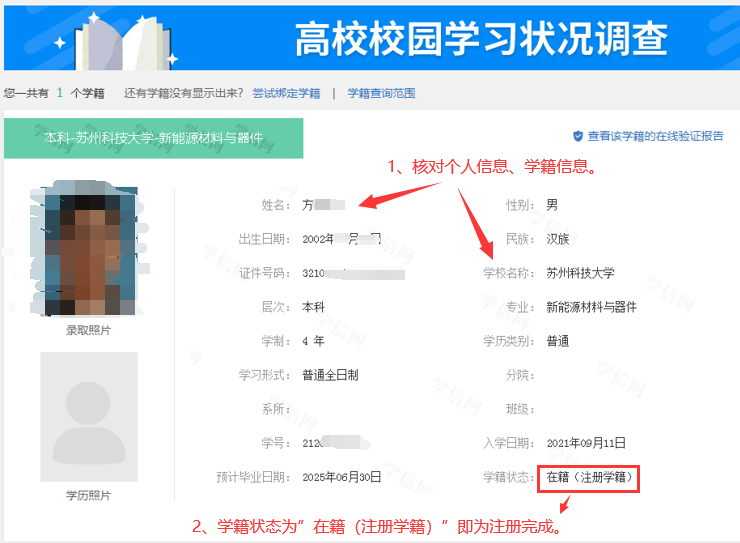 高校校园学习状况调查
您一共有 1 个学籍 还有学籍没有显示出来？ 尝试绑定学籍 | 学籍查询范围
本科-苏州科技大学-新能源材料与器件
查看该学籍的在线验证报告
1、核对个人信息、学籍信息。
姓名： 方 性别： 男
出生日期： 2002年 月 日 民族： 汉族
证件号码： 3210 学校名称： 苏州科技大学
层次： 本科 专业： 新能源材料与器件
录取照片
学制： 4 年 学历类别： 普通
学习形式： 普通全日制 分院：
系所： 班级：
学号： 212 入学日期： 2021年09月11日
预计毕业日期： 2025年06月30日 学籍状态： 在籍（注册学籍）
学历照片
2、学籍状态为”在籍（注册学籍）”即为注册完成。
学信网